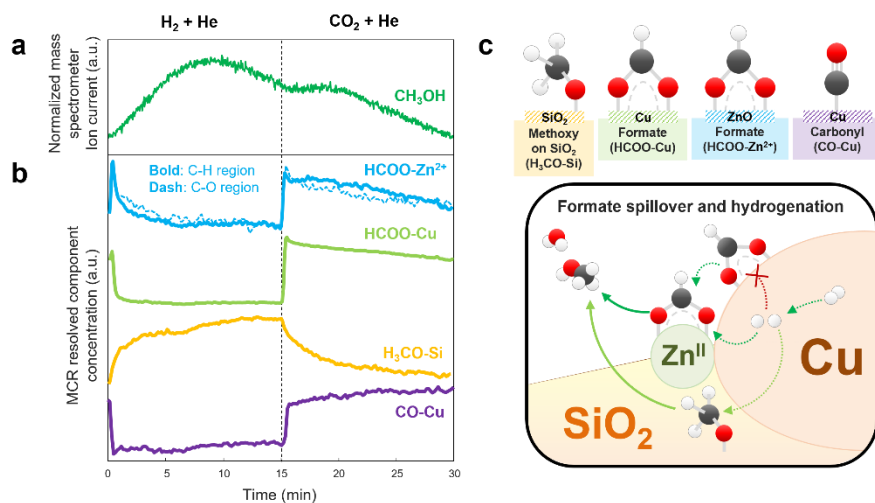 H₂ + He
CO₂ + He
a
Normalized mass
spectrometer
Ion current (a.u.)
CH₃OH
b
MCR resolved component
concentration (a.u.)
Bold: C-H region
Dash: C-O region
HCOO-Zn²⁺
HCOO-Cu
H₃CO-Si
CO-Cu
0 5 10 15 20 25 30
Time (min)
c
SiO₂
Methoxy
on SiO₂
(H₃CO-Si)
Cu
Formate
(HCOO-Cu)
ZnO
Formate
(HCOO-Zn²⁺)
Cu
Carbonyl
(CO-Cu)
Formate spillover and hydrogenation
Znᴵᴵ
Cu
SiO₂